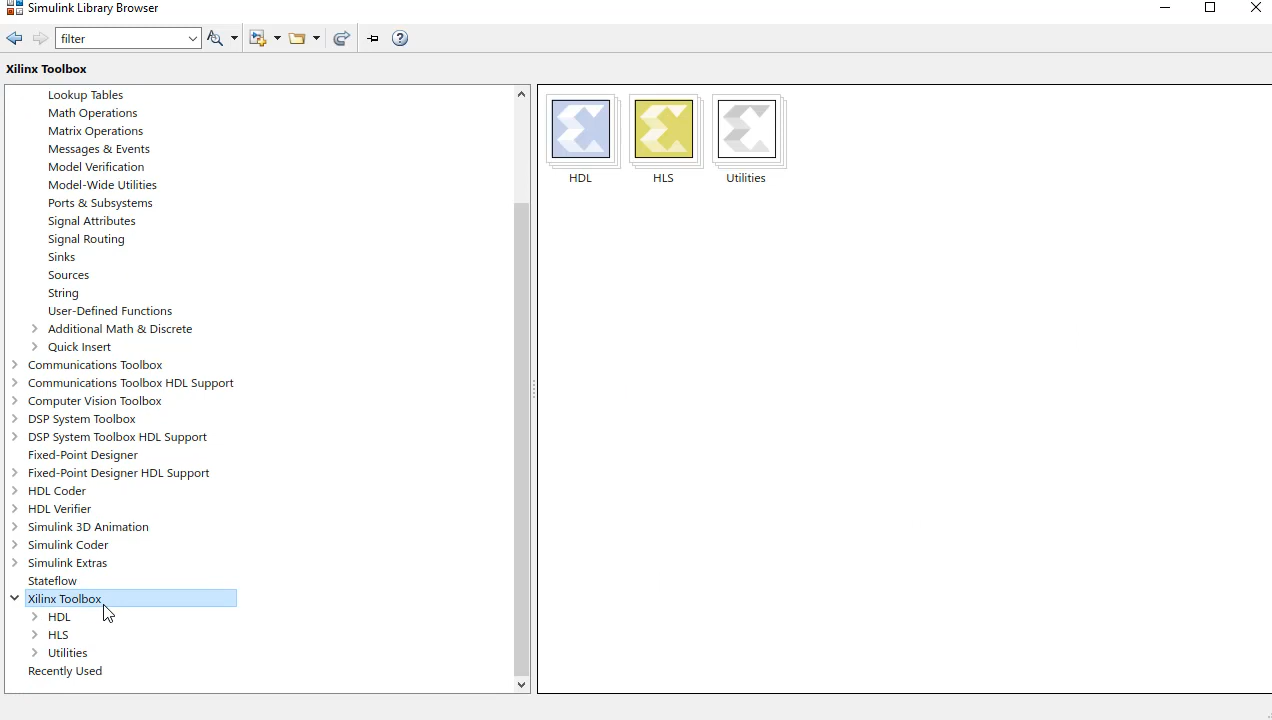 Simulink Library Browser
filter
Xilinx Toolbox
Lookup Tables
Math Operations
Matrix Operations
Messages & Events
Model Verification
Model-Wide Utilities
Ports & Subsystems
Signal Attributes
Signal Routing
Sinks
Sources
String
User-Defined Functions
Additional Math & Discrete
Quick Insert
Communications Toolbox
Communications Toolbox HDL Support
Computer Vision Toolbox
DSP System Toolbox
DSP System Toolbox HDL Support
Fixed-Point Designer
Fixed-Point Designer HDL Support
HDL Coder
HDL Verifier
Simulink 3D Animation
Simulink Coder
Simulink Extras
Stateflow
Xilinx Toolbox
HDL
HLS
Utilities
Recently Used
HDL HLS Utilities